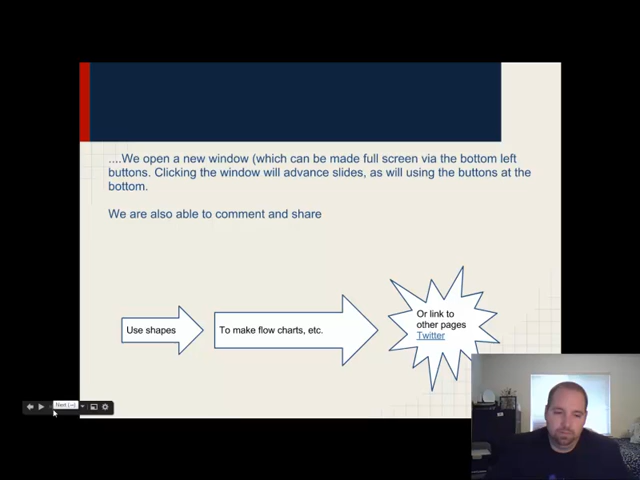 ....We open a new window (which can be made full screen via the bottom left
buttons. Clicking the window will advance slides, as will using the buttons at the
bottom.
We are also able to comment and share
Use shapes
To make flow charts, etc.
Or link to
other pages
Twitter